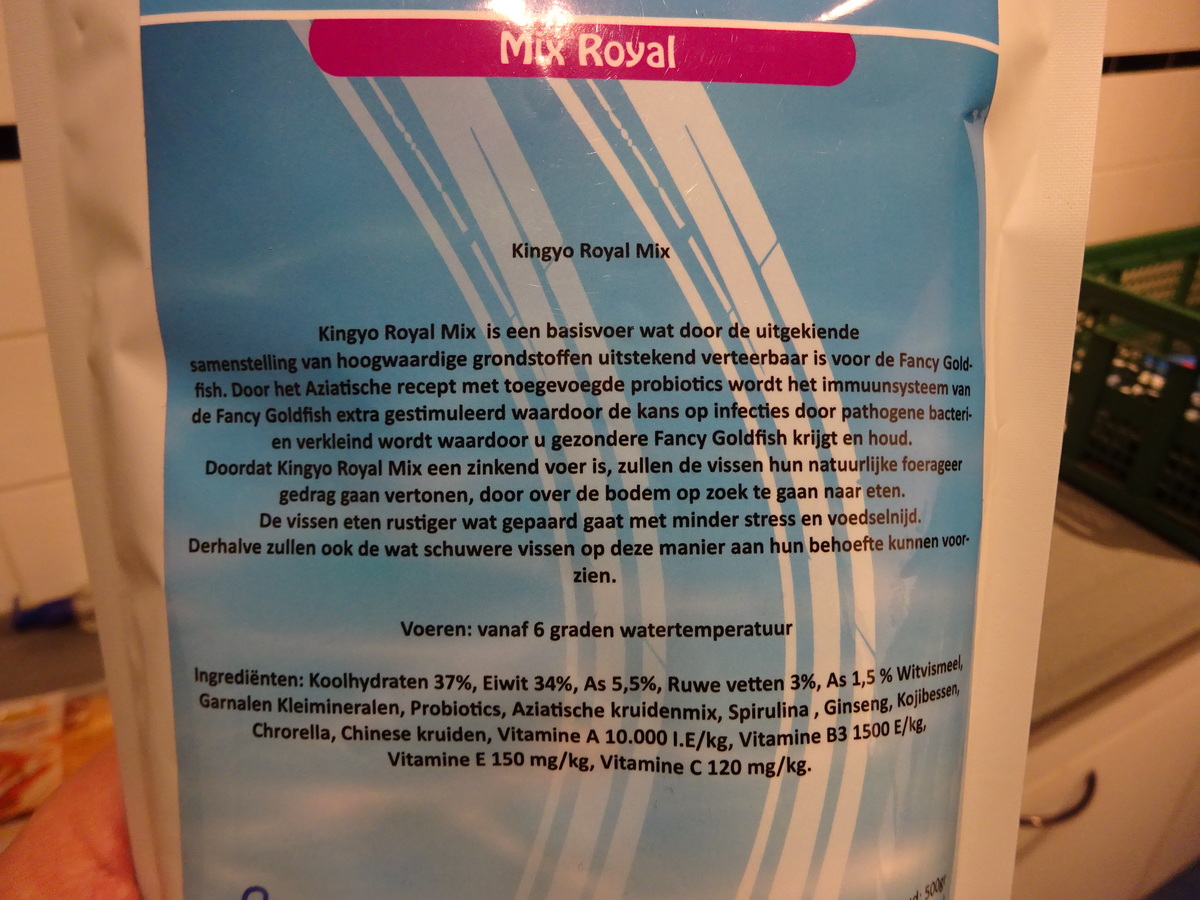 Mix Royal
Kingyo Royal Mix
Kingyo Royal Mix is een basisvoer wat door de uitgekiende
samenstelling van hoogwaardige grondstoffen uitstekend verteerbaar is voor de Fancy Gold-
fish. Door het Aziatische recept met toegevoegde probiotics wordt het immuunsysteem van
de Fancy Goldfish extra gestimuleerd waardoor de kans op infecties door pathogene bacteri-
en verkleind wordt waardoor u gezondere Fancy Goldfish krijgt en houd.
Doordat Kingyo Royal Mix een zinkend voer is, zullen de vissen hun natuurlijke foerageer
gedrag gaan vertonen, door over de bodem op zoek te gaan naar eten.
De vissen eten rustiger wat gepaard gaat met minder stress en voedselnijd.
Derhalve zullen ook de wat schuwere vissen op deze manier aan hun behoefte kunnen voor-
zien.
Voeren: vanaf 6 graden watertemperatuur
Ingrediënten: Koolhydraten 37%, Eiwit 34%, As 5,5%, Ruwe vetten 3%, As 1,5 % Witvismeel,
Garnalen Kleimineralen, Probiotics, Aziatische kruidenmix, Spirulina , Ginseng, Kojibessen,
Chrorella, Chinese kruiden, Vitamine A 10.000 I.E/kg, Vitamine B3 1500 E/kg,
Vitamine E 150 mg/kg, Vitamine C 120 mg/kg.
500gr